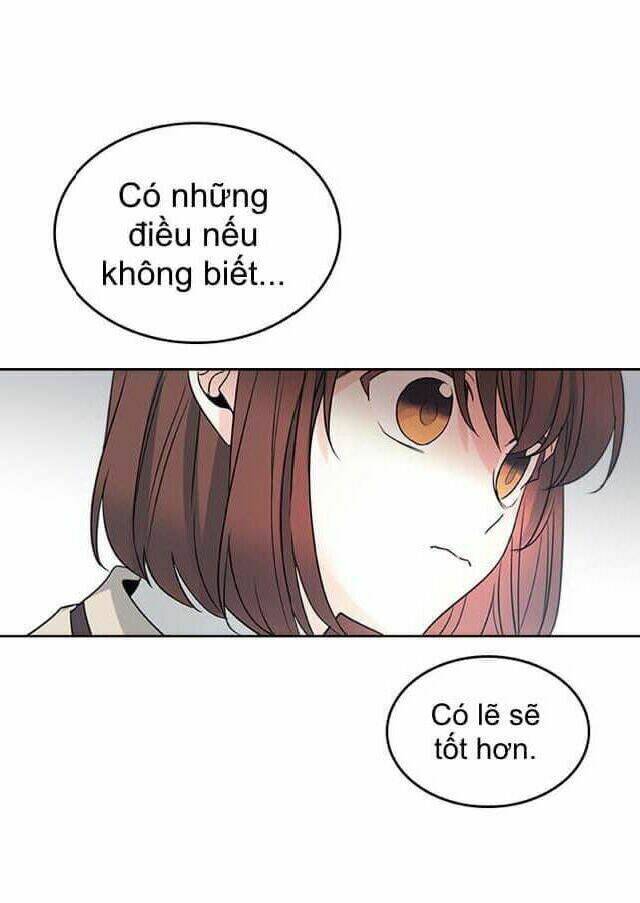 Có những
điều nếu
không biết...
Có lẽ sẽ
tốt hơn.